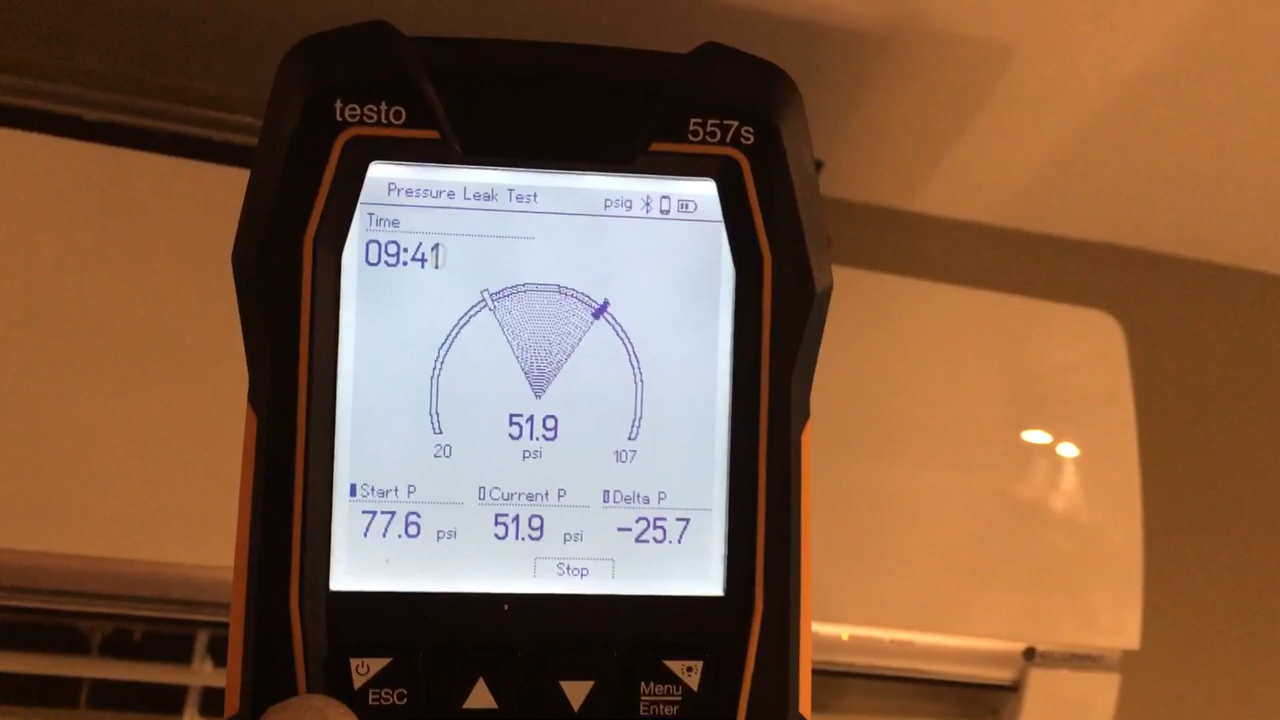 testo
557s
Pressure Leak Test psig
Time
09:41
51.9
psi
20
107
Start P Current P Delta P
77.6 psi 51.9 psi -25.7
Stop
ESC
Menu
Enter